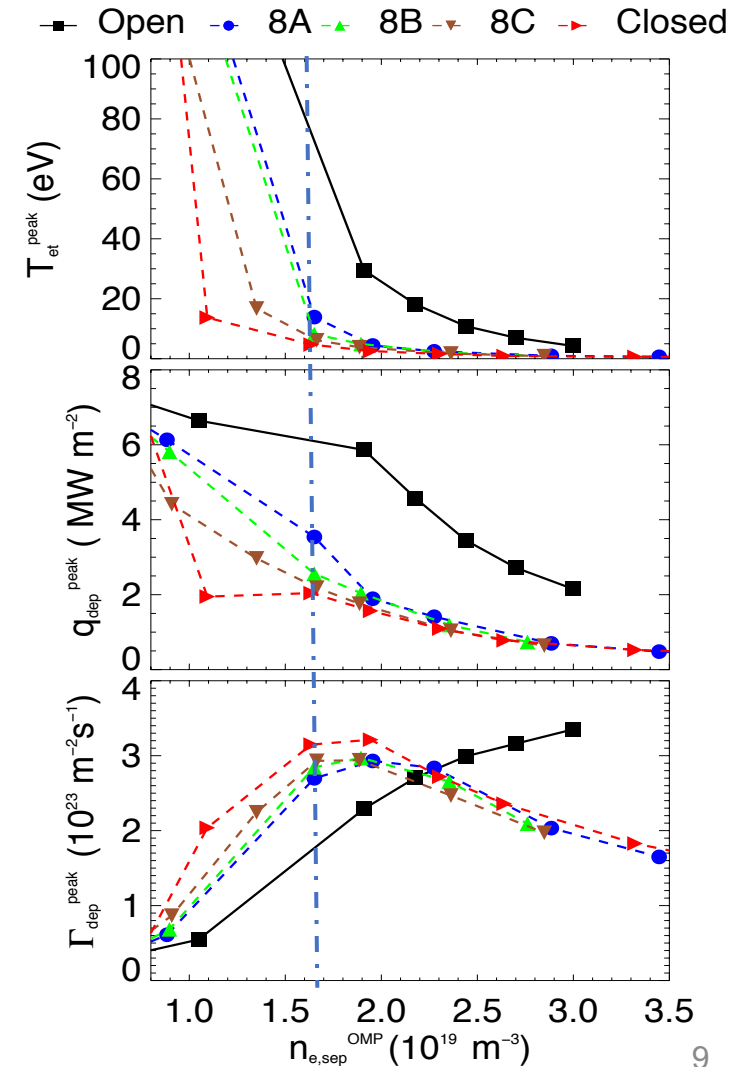 Open 8A 8B 8C Closed
100
80
60
40
20
0
T_et^peak (eV)
8
6
4
2
0
q_dep^peak ( MW m^-2)
4
3
2
1
0
Γ_dep^peak (10^23 m^-2s^-1)
1.0 1.5 2.0 2.5 3.0 3.5
n_e,sep^OMP (10^19 m^-3)
9